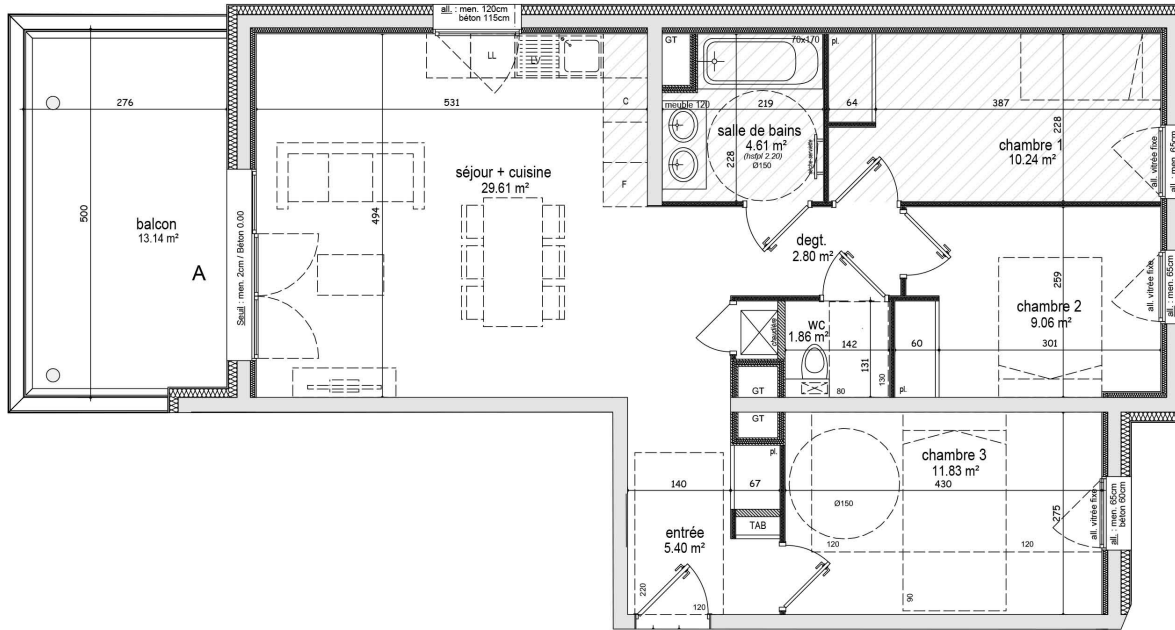 all. : men. 120cm
béton 115cm
GT
70x170
pl.
LL
LV
276
531
C
meuble 120
219
64
387
salle de bains
4.61 m²
(hsfpl 2.20)
Ø150
228
sèche-serviette
228
chambre 1
10.24 m²
all. vitrée fixe
all. : men. 65cm
séjour + cuisine
29.61 m²
F
500
494
balcon
13.14 m²
A
Seuil : men. 2cm / Béton 0.00
degt.
2.80 m²
259
chambre 2
9.06 m²
all. vitrée fixe
all. : men. 65cm
chaudière
WC
1.86 m²
142
131
60
301
130
80
pl.
GT
GT
pl.
chambre 3
11.83 m²
140
67
430
Ø150
275
all. vitrée fixe
all. : men. 65cm
béton 60cm
TAB
entrée
5.40 m²
120
120
220
120
90